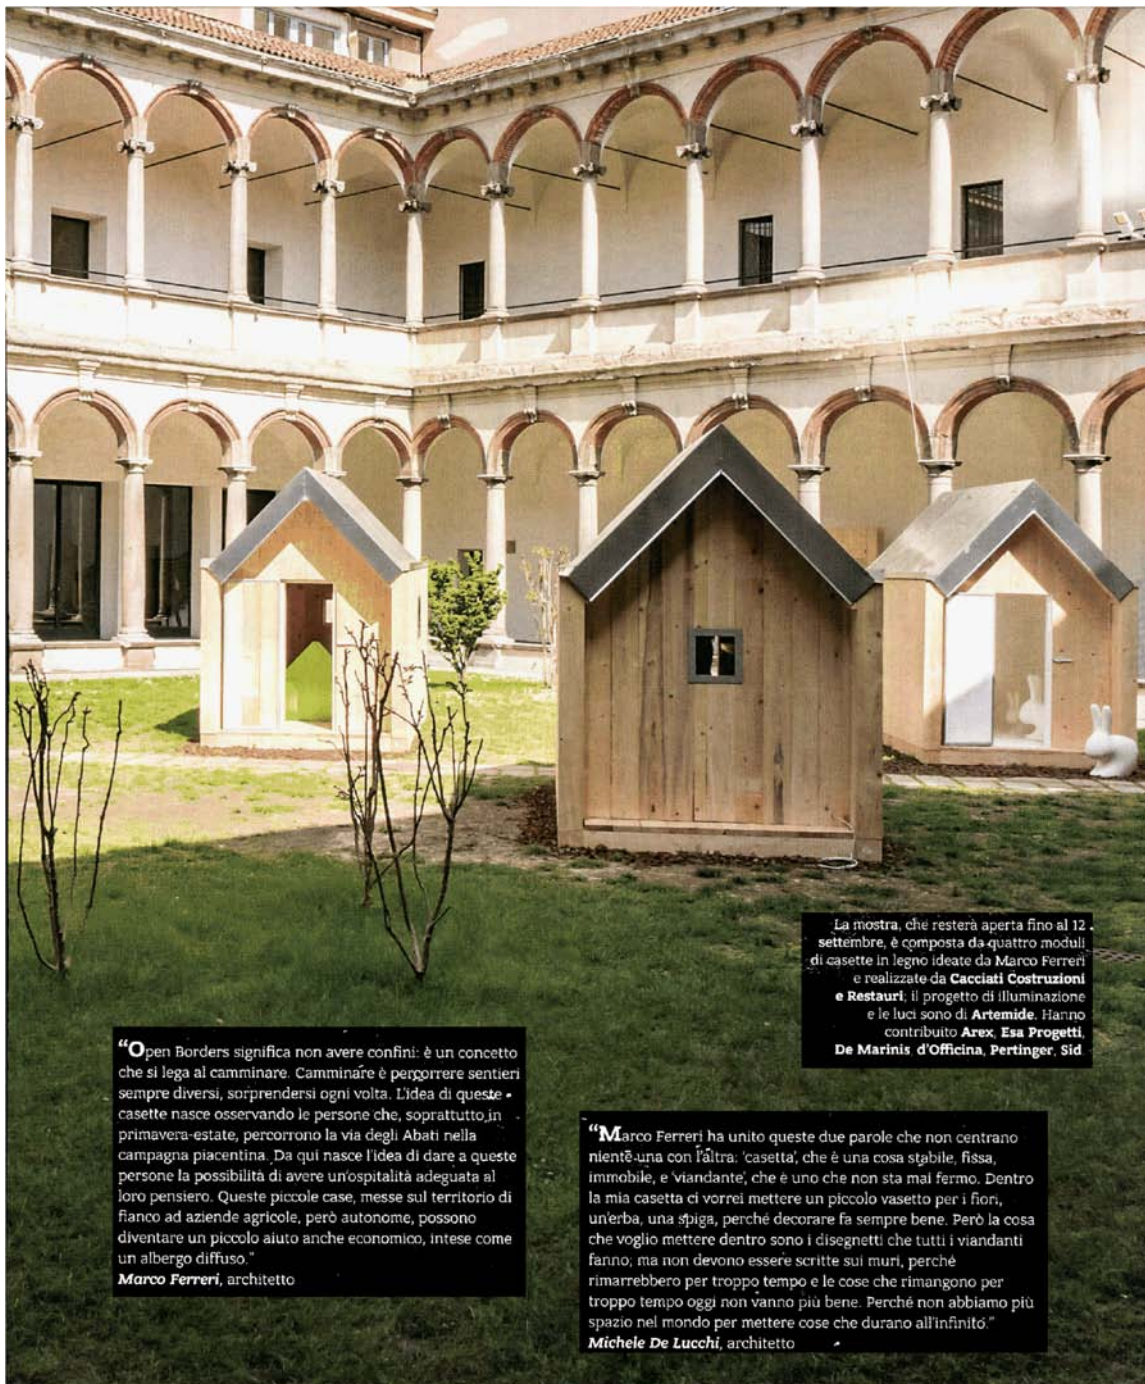 La mostra, che resterà aperta fino al 12
settembre, è composta da quattro moduli
di casette in legno ideate da Marco Ferreri
e realizzate da Cacciati Costruzioni
e Restauri; il progetto di illuminazione
e le luci sono di Artemide. Hanno
contribuito Arex, Esa Progetti,
De Marinis, d'Officina, Pertinger, Sid
“Open Borders significa non avere confini: è un concetto
che si lega al camminare. Camminare è percorrere sentieri
sempre diversi, sorprendersi ogni volta. L'idea di queste
casette nasce osservando le persone che, soprattutto in
primavera-estate, percorrono la via degli Abati nella
campagna piacentina. Da qui nasce l'idea di dare a queste
persone la possibilità di avere un'ospitalità adeguata al
loro pensiero. Queste piccole case, messe sul territorio di
fianco ad aziende agricole, però autonome, possono
diventare un piccolo aiuto anche economico, intese come
un albergo diffuso.”
Marco Ferreri, architetto
“Marco Ferreri ha unito queste due parole che non centrano
niente una con l'altra: 'casetta', che è una cosa stabile, fissa,
immobile, e 'viandante', che è uno che non sta mai fermo. Dentro
la mia casetta ci vorrei mettere un piccolo vasetto per i fiori,
un'erba, una spiga, perché decorare fa sempre bene. Però la cosa
che voglio mettere dentro sono i disegnetti che tutti i viandanti
fanno; ma non devono essere scritte sui muri, perché
rimarrebbero per troppo tempo e le cose che rimangono per
troppo tempo oggi non vanno più bene. Perché non abbiamo più
spazio nel mondo per mettere cose che durano all'infinito.”
Michele De Lucchi, architetto